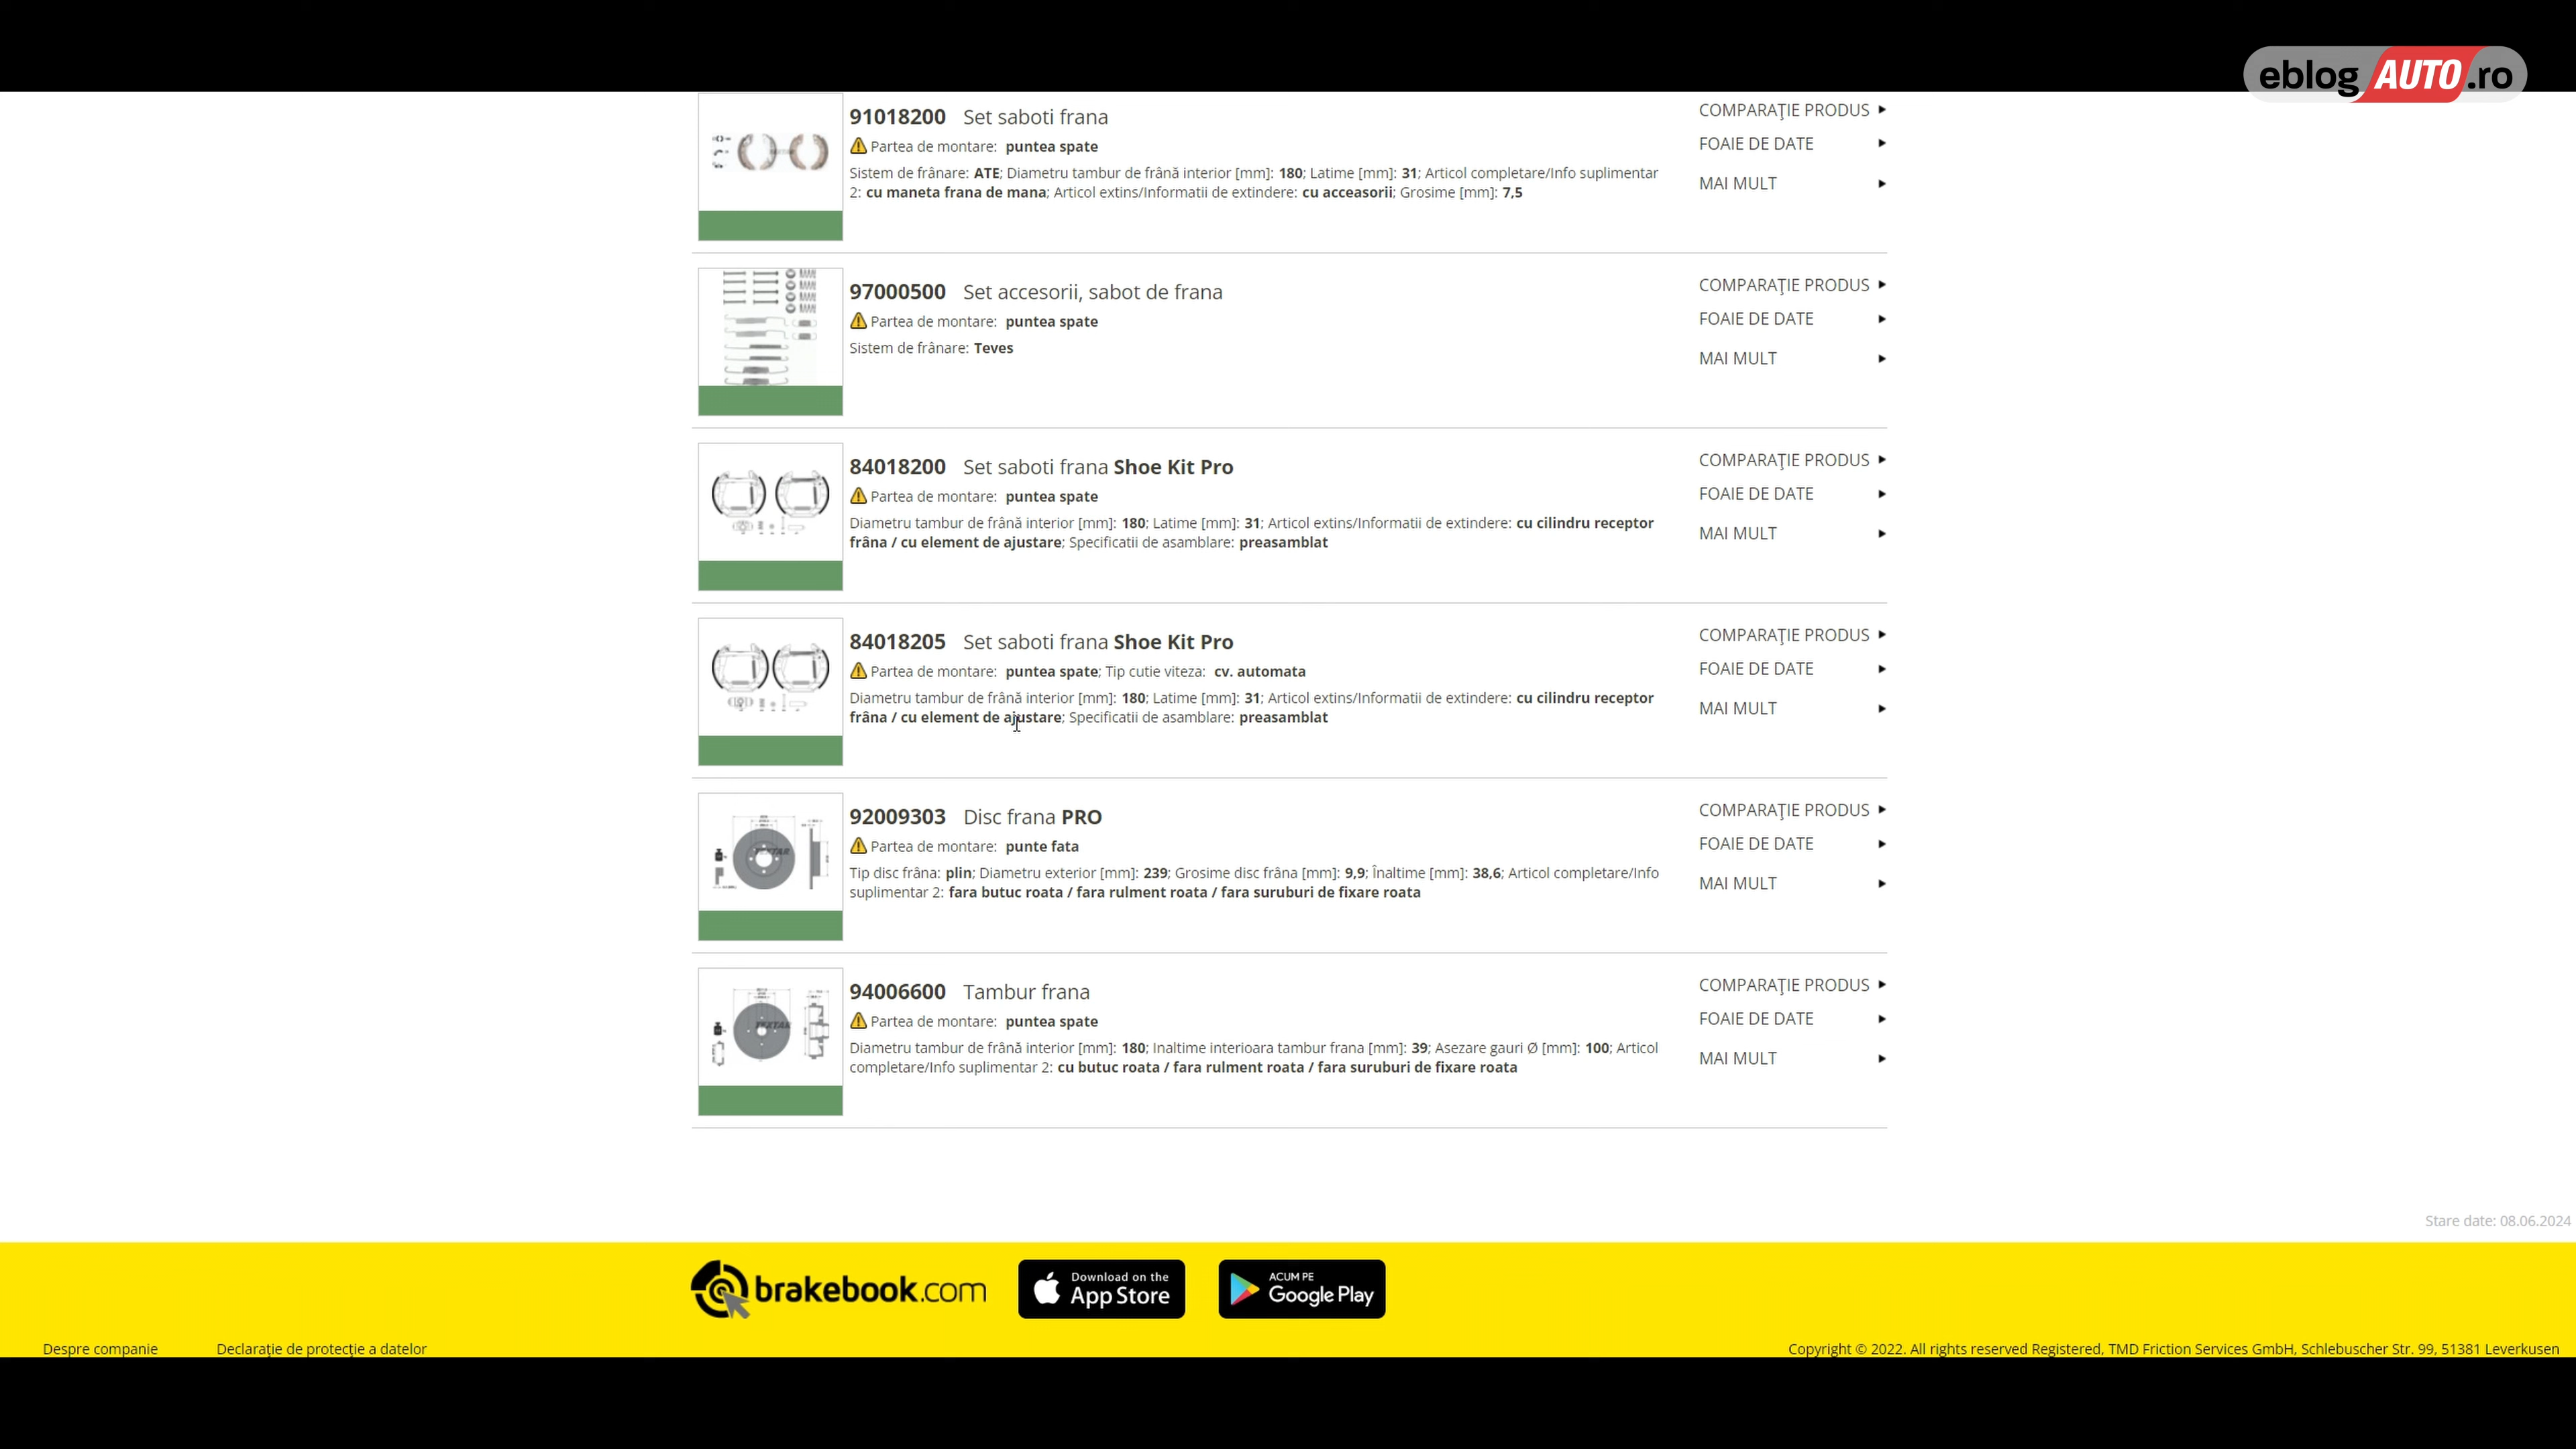 eblog AUTO .ro
91018200 Set saboti frana
Partea de montare: puntea spate
Sistem de frânare: ATE; Diametru tambur de frână interior [mm]: 180; Latime [mm]: 31; Articol completare/Info suplimentar
2: cu maneta frana de mana; Articol extins/Informatii de extindere: cu acceasorii; Grosime [mm]: 7,5
COMPARAŢIE PRODUS
FOAIE DE DATE
MAI MULT
97000500 Set accesorii, sabot de frana
Partea de montare: puntea spate
Sistem de frânare: Teves
COMPARAŢIE PRODUS
FOAIE DE DATE
MAI MULT
84018200 Set saboti frana Shoe Kit Pro
Partea de montare: puntea spate
Diametru tambur de frână interior [mm]: 180; Latime [mm]: 31; Articol extins/Informatii de extindere: cu cilindru receptor
frâna / cu element de ajustare; Specificatii de asamblare: preasamblat
COMPARAŢIE PRODUS
FOAIE DE DATE
MAI MULT
84018205 Set saboti frana Shoe Kit Pro
Partea de montare: puntea spate; Tip cutie viteza: cv. automata
Diametru tambur de frână interior [mm]: 180; Latime [mm]: 31; Articol extins/Informatii de extindere: cu cilindru receptor
frâna / cu element de ajustare; Specificatii de asamblare: preasamblat
COMPARAŢIE PRODUS
FOAIE DE DATE
MAI MULT
TEXTAR
92009303 Disc frana PRO
Partea de montare: punte fata
Tip disc frâna: plin; Diametru exterior [mm]: 239; Grosime disc frâna [mm]: 9,9; Înaltime [mm]: 38,6; Articol completare/Info
suplimentar 2: fara butuc roata / fara rulment roata / fara suruburi de fixare roata
COMPARAŢIE PRODUS
FOAIE DE DATE
MAI MULT
TEXTAR
94006600 Tambur frana
Partea de montare: puntea spate
Diametru tambur de frână interior [mm]: 180; Inaltime interioara tambur frana [mm]: 39; Asezare gauri Ø [mm]: 100; Articol
completare/Info suplimentar 2: cu butuc roata / fara rulment roata / fara suruburi de fixare roata
COMPARAŢIE PRODUS
FOAIE DE DATE
MAI MULT
Stare date: 08.06.2024
brakebook.com
Download on the
App Store
ACUM PE
Google Play
Despre companie
Declaraţie de protecţie a datelor
Copyright © 2022. All rights reserved Registered, TMD Friction Services GmbH, Schlebuscher Str. 99, 51381 Leverkusen